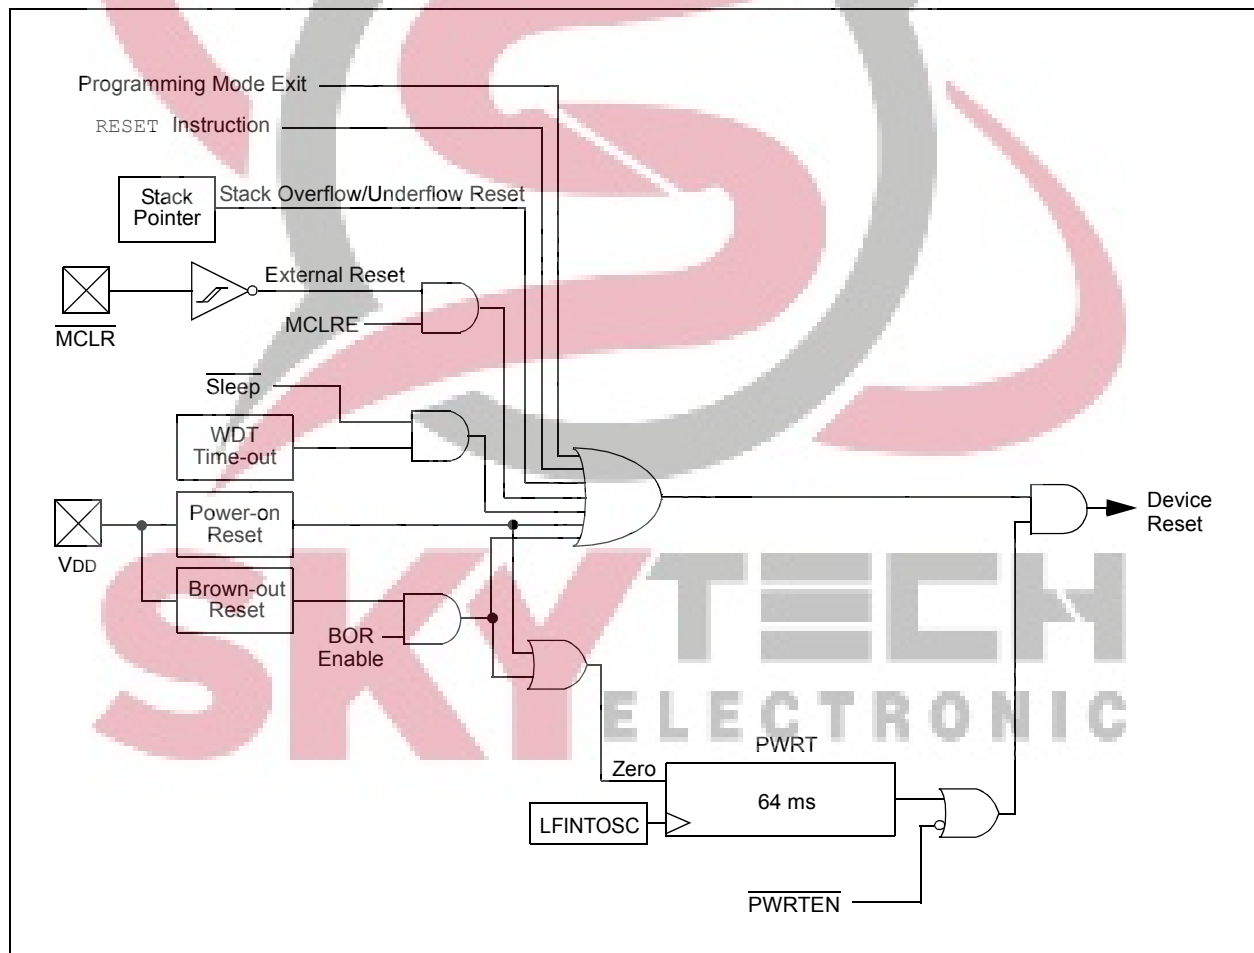 Programming Mode Exit
RESET Instruction
Stack
Pointer
Stack Overflow/Underflow Reset
External Reset
MCLRE
MCLR
Sleep
WDT
Time-out
Power-on
Reset
VDD
Brown-out
Reset
BOR
Enable
Device
Reset
SKYTECH
ELECTRONIC
PWRT
Zero
64 ms
LFINTOSC
PWRTEN